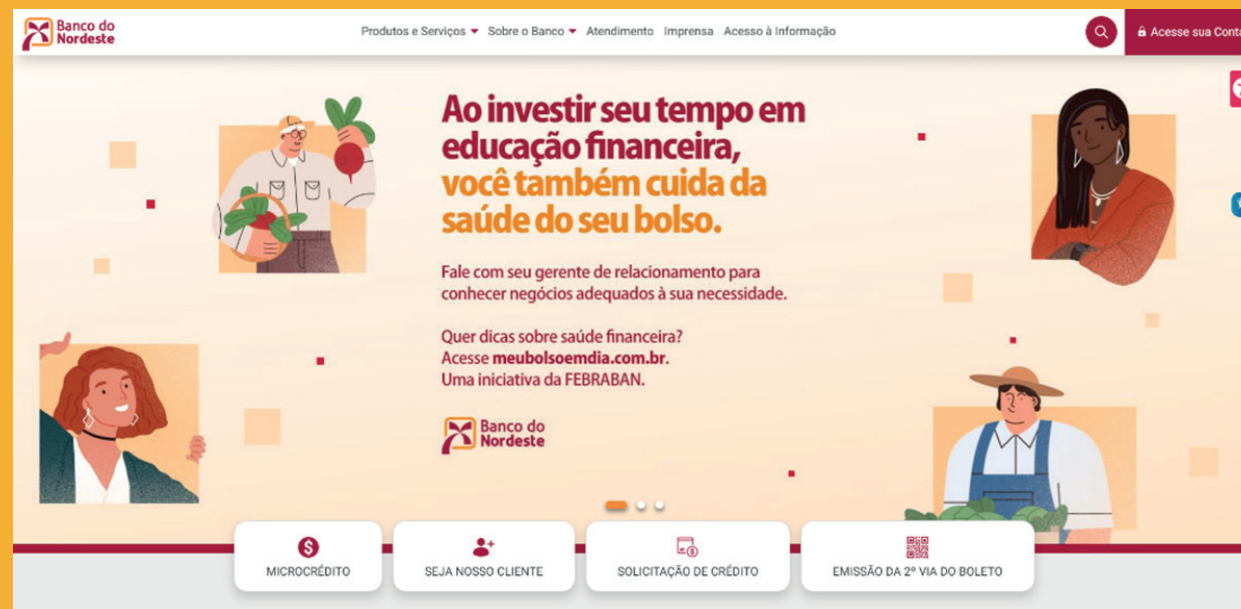 Banco do
Nordeste
Produtos e Serviços Sobre o Banco Atendimento Imprensa Acesso à Informação
Acesse sua Conta
Ao investir seu tempo em
educação financeira,
você também cuida da
saúde do seu bolso.
Fale com seu gerente de relacionamento para
conhecer negócios adequados à sua necessidade.
Quer dicas sobre saúde financeira?
Acesse meubolsoemdia.com.br.
Uma iniciativa da FEBRABAN.
Banco do
Nordeste
MICROCRÉDITO
SEJA NOSSO CLIENTE
SOLICITAÇÃO DE CRÉDITO
EMISSÃO DA 2º VIA DO BOLETO